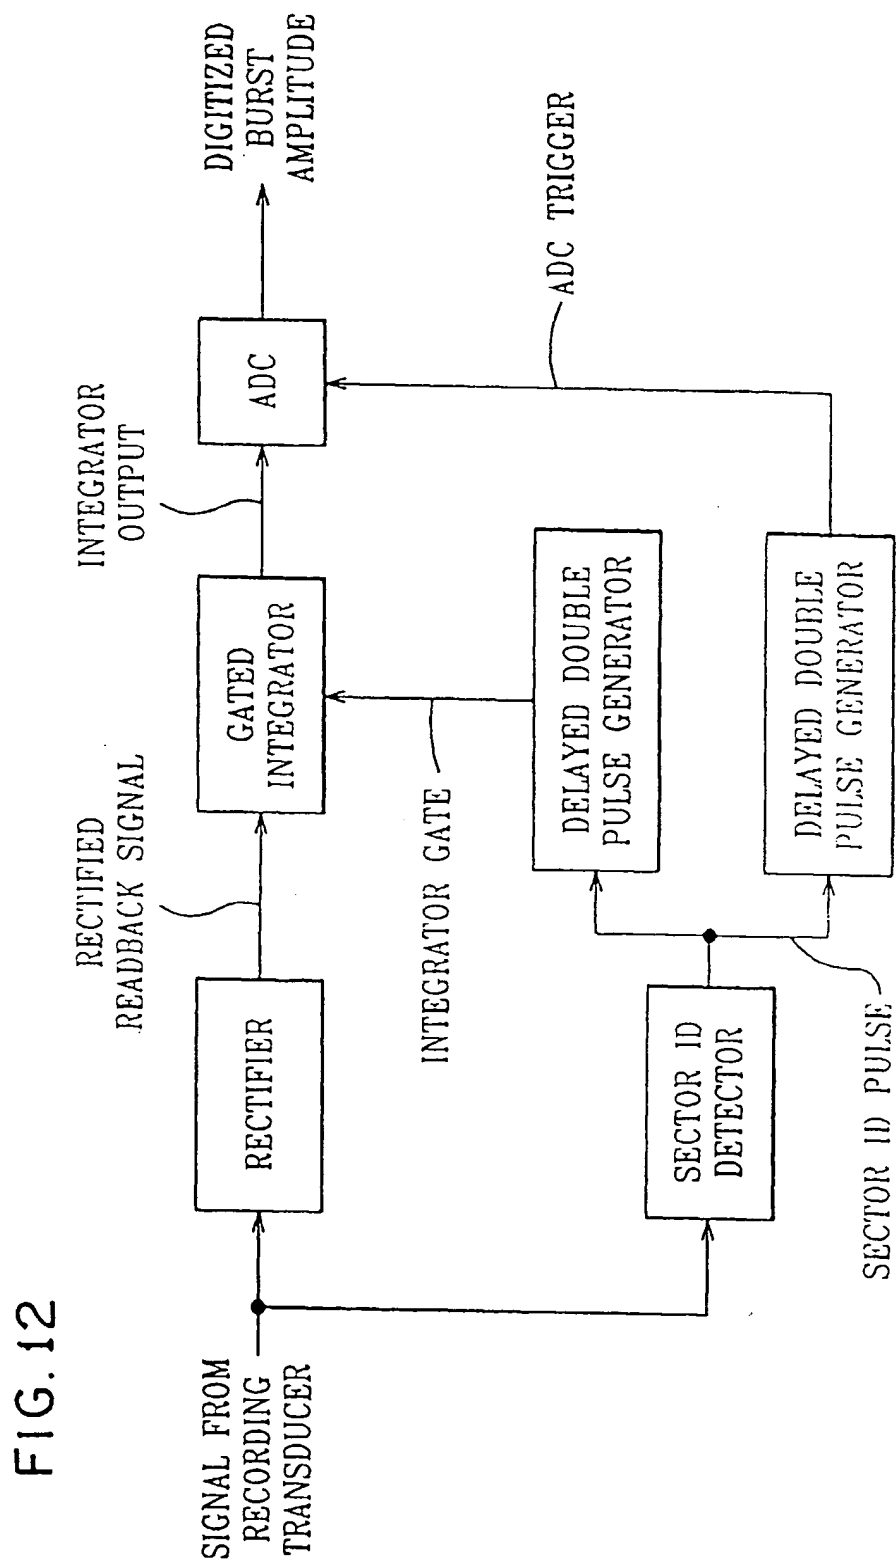 FIG. 12
SIGNAL FROM
RECORDING
TRANSDUCER
RECTIFIER
RECTIFIED
READBACK SIGNAL
GATED
INTEGRATOR
INTEGRATOR
OUTPUT
ADC
DIGITIZED
BURST
AMPLITUDE
INTEGRATOR GATE
ADC TRIGGER
SECTOR ID
DETECTOR
DELAYED DOUBLE
PULSE GENERATOR
DELAYED DOUBLE
PULSE GENERATOR
SECTOR ID PULSE